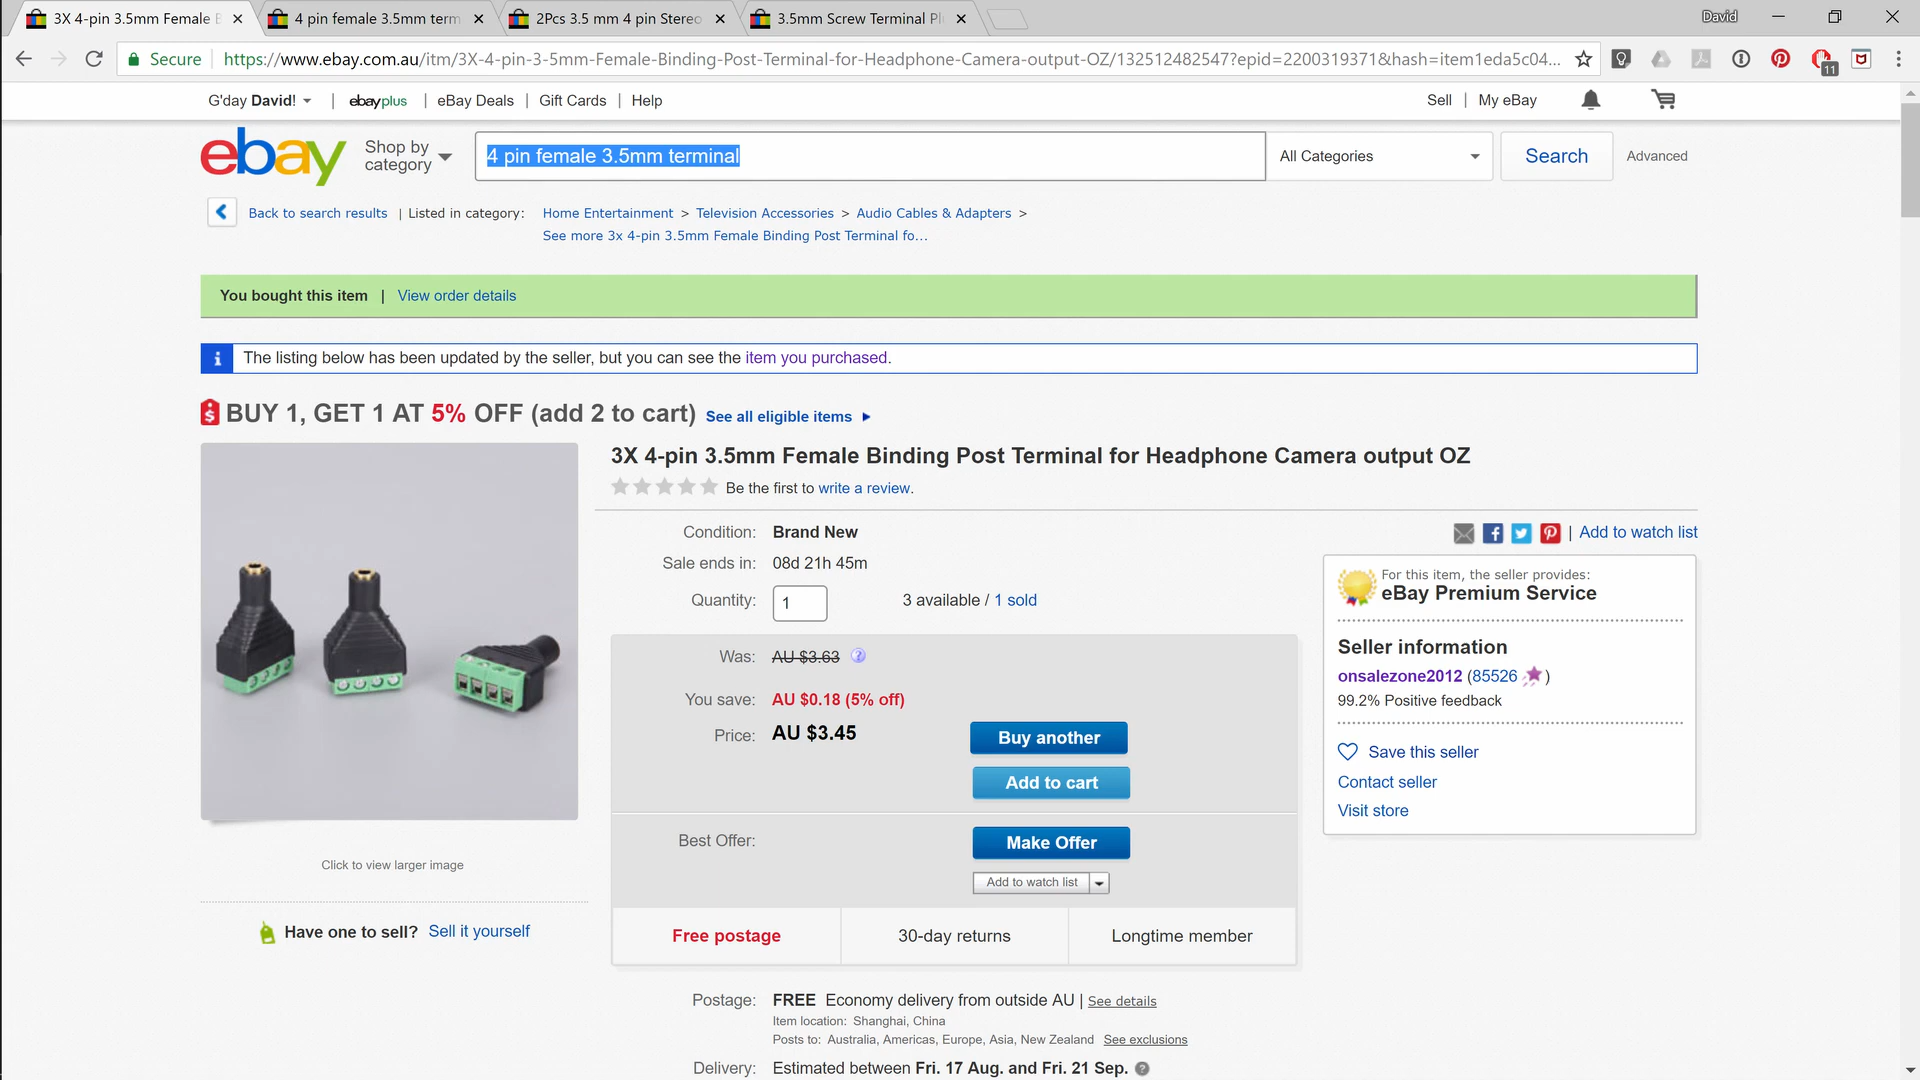 3X 4-pin 3.5mm Female B
4 pin female 3.5mm term
2Pcs 3.5 mm 4 pin Stereo
3.5mm Screw Terminal Pl
David
Secure
https://www.ebay.com.au/itm/3X-4-pin-3-5mm-Female-Binding-Post-Terminal-for-Headphone-Camera-output-OZ/132512482547?epid=2200319371&hash=item1eda5c04...
11
G'day David! | ebayplus | eBay Deals | Gift Cards | Help
Sell | My eBay
ebay
Shop by category
4 pin female 3.5mm terminal
All Categories
Search
Advanced
Back to search results | Listed in category: Home Entertainment > Television Accessories > Audio Cables & Adapters >
See more 3x 4-pin 3.5mm Female Binding Post Terminal fo...
You bought this item | View order details
i The listing below has been updated by the seller, but you can see the item you purchased.
$ BUY 1, GET 1 AT 5% OFF (add 2 to cart) See all eligible items
3X 4-pin 3.5mm Female Binding Post Terminal for Headphone Camera output OZ
Be the first to write a review.
Condition: Brand New
| Add to watch list
Sale ends in: 08d 21h 45m
Quantity: 1 3 available / 1 sold
Was: AU $3.63 ?
You save: AU $0.18 (5% off)
Price: AU $3.45
Buy another
Add to cart
Best Offer:
Make Offer
Add to watch list
Free postage
30-day returns
Longtime member
Postage: FREE Economy delivery from outside AU | See details
Item location: Shanghai, China
Posts to: Australia, Americas, Europe, Asia, New Zealand See exclusions
Delivery: Estimated between Fri. 17 Aug. and Fri. 21 Sep. ?
Click to view larger image
Have one to sell? Sell it yourself
For this item, the seller provides:
eBay Premium Service
Seller information
onsalezone2012 (85526 )
99.2% Positive feedback
Save this seller
Contact seller
Visit store